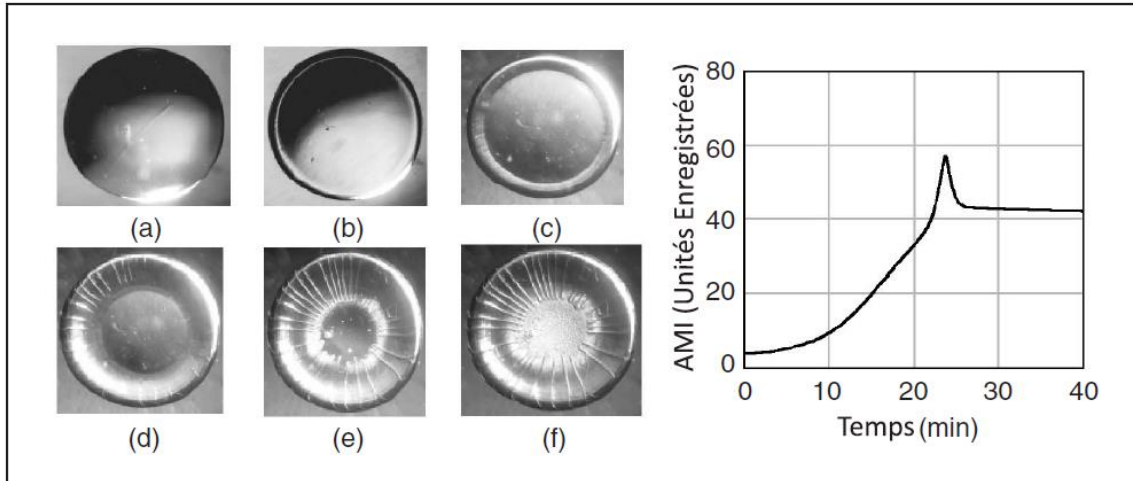 (a)
(b)
(c)
(d)
(e)
(f)
AMI (Unités Enregistrées)
80
60
40
20
0
0 10 20 30 40
Temps (min)